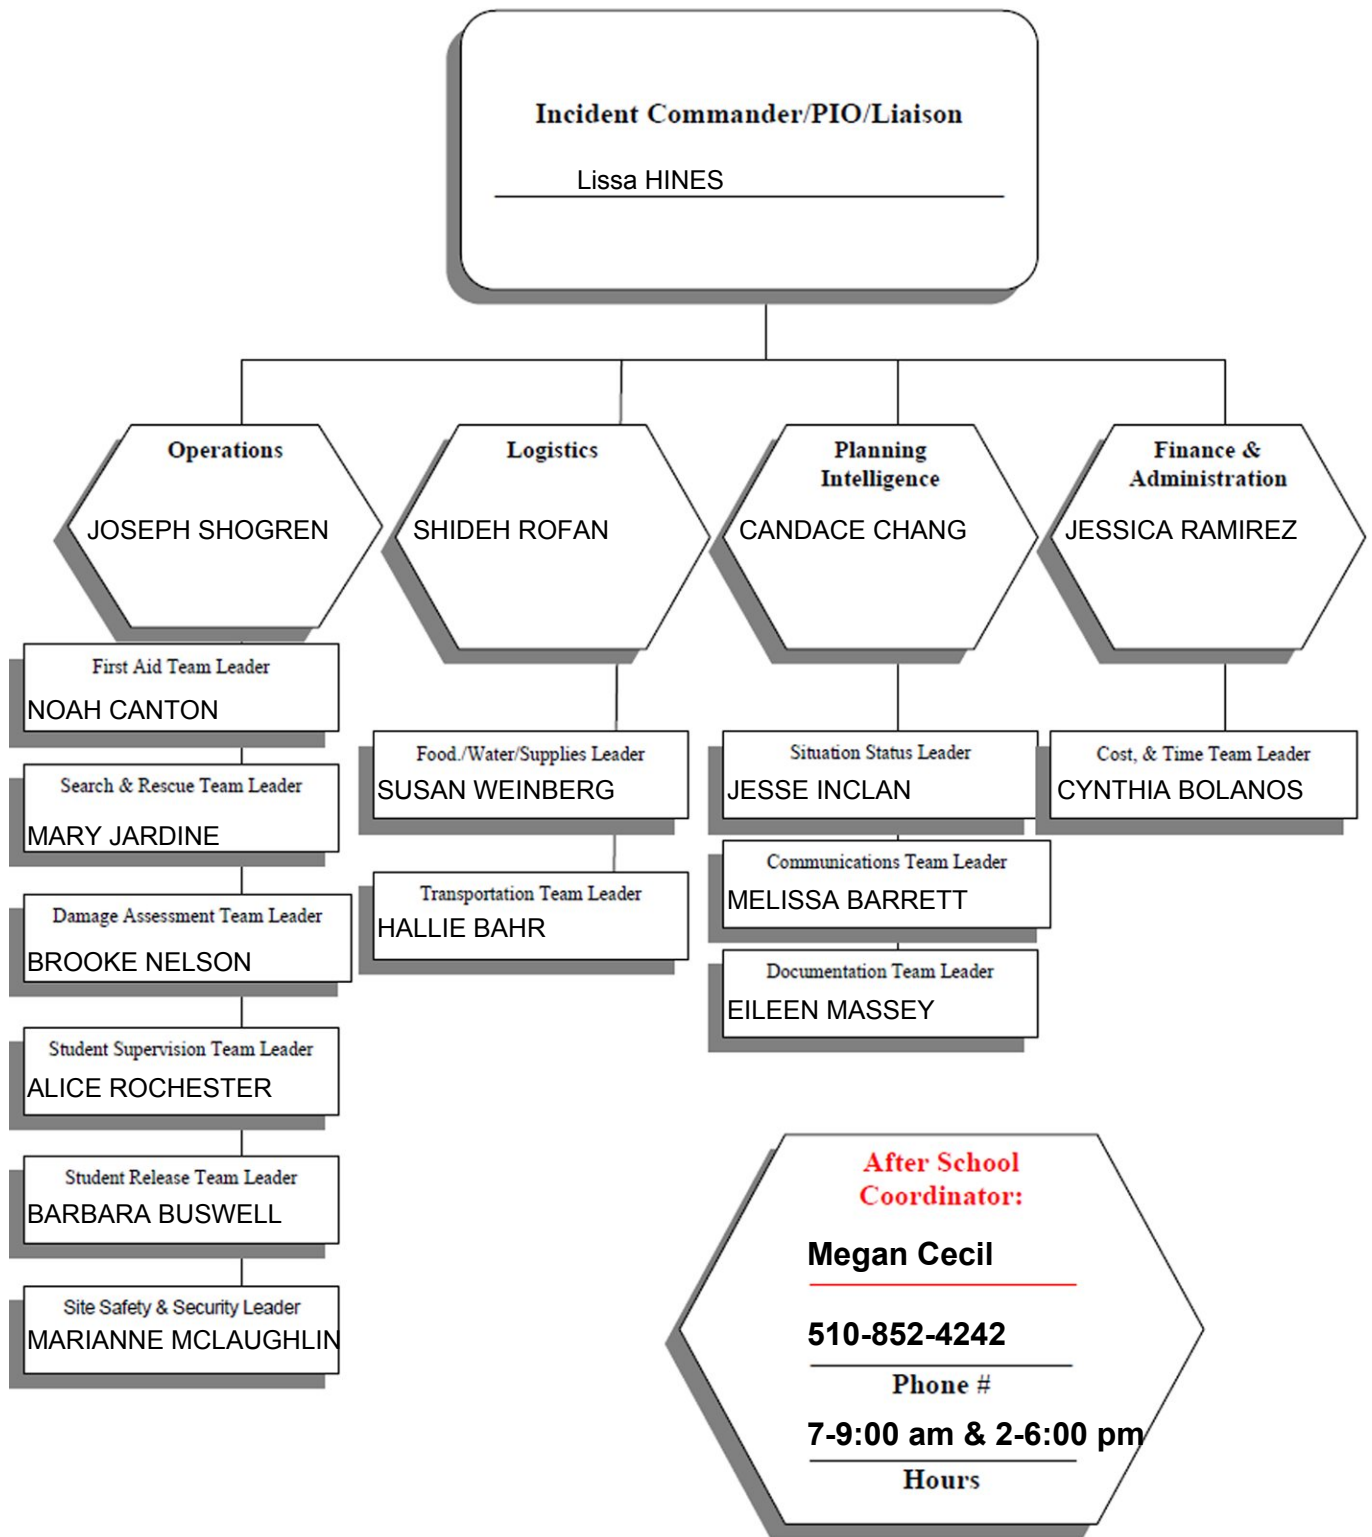 Incident Commander/PIO/Liaison
Lissa HINES
Operations
JOSEPH SHOGREN
Logistics
SHIDEH ROFAN
Planning
Intelligence
CANDACE CHANG
Finance &
Administration
JESSICA RAMIREZ
First Aid Team Leader
NOAH CANTON
Search & Rescue Team Leader
MARY JARDINE
Damage Assessment Team Leader
BROOKE NELSON
Student Supervision Team Leader
ALICE ROCHESTER
Student Release Team Leader
BARBARA BUSWELL
Site Safety & Security Leader
MARIANNE MCLAUGHLIN
Food./Water/Supplies Leader
SUSAN WEINBERG
Transportation Team Leader
HALLIE BAHR
Situation Status Leader
JESSE INCLAN
Communications Team Leader
MELISSA BARRETT
Documentation Team Leader
EILEEN MASSEY
Cost, & Time Team Leader
CYNTHIA BOLANOS
After School
Coordinator:
Megan Cecil
510-852-4242
Phone #
7-9:00 am & 2-6:00 pm
Hours